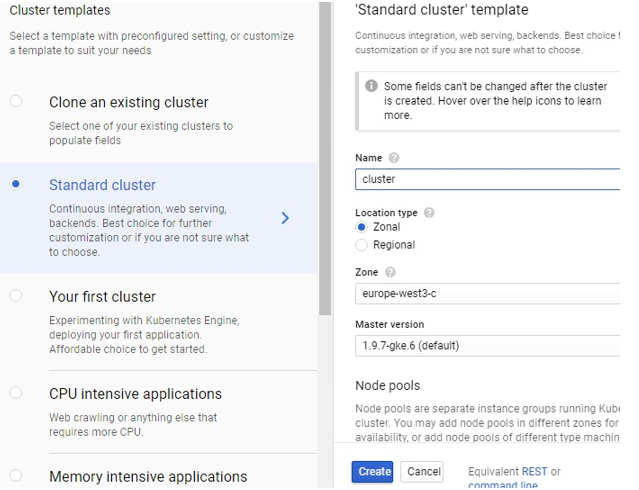 Cluster templates
Select a template with preconfigured setting, or customize
a template to suit your needs
Clone an existing cluster
Select one of your existing clusters to
populate fields
Standard cluster
Continuous integration, web serving,
backends. Best choice for further
customization or if you are not sure what
to choose.
Your first cluster
Experimenting with Kubernetes Engine,
deploying your first application.
Affordable choice to get started.
CPU intensive applications
Web crawling or anything else that
requires more CPU.
Memory intensive applications
'Standard cluster' template
Continuous integration, web serving, backends. Best choice
customization or if you are not sure what to choose.
Some fields can't be changed after the cluster
is created. Hover over the help icons to learn
more.
Name
cluster
Location type
Zonal
Regional
Zone
europe-west3-c
Master version
1.9.7-gke.6 (default)
Node pools
Node pools are separate instance groups running Kube
cluster. You may add node pools in different zones for
availability, or add node pools of different type machin
Create Cancel Equivalent REST or
command line